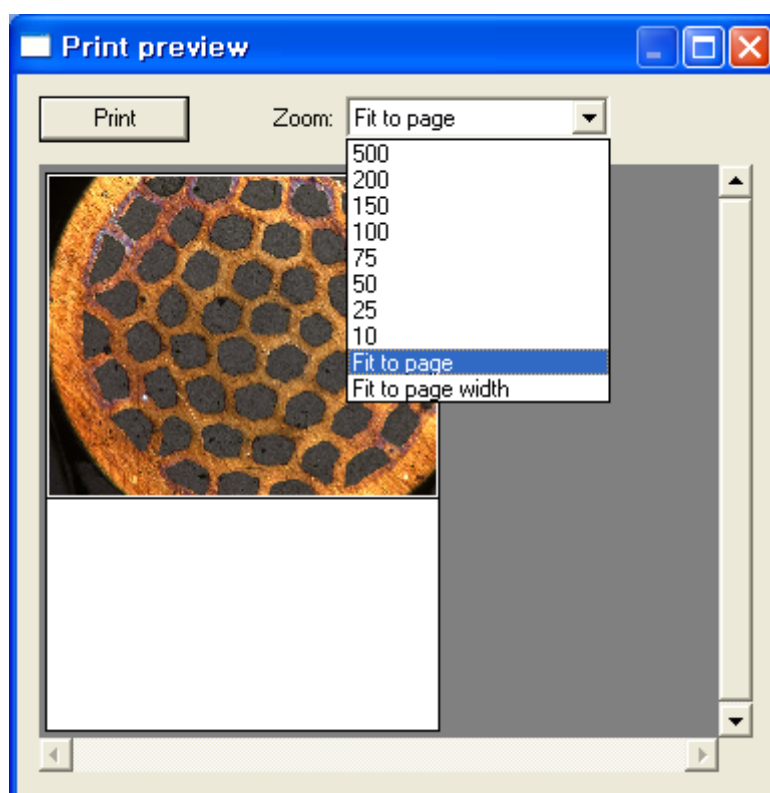 Print preview
Print
Zoom:
Fit to page
500
200
150
100
75
50
25
10
Fit to page
Fit to page width